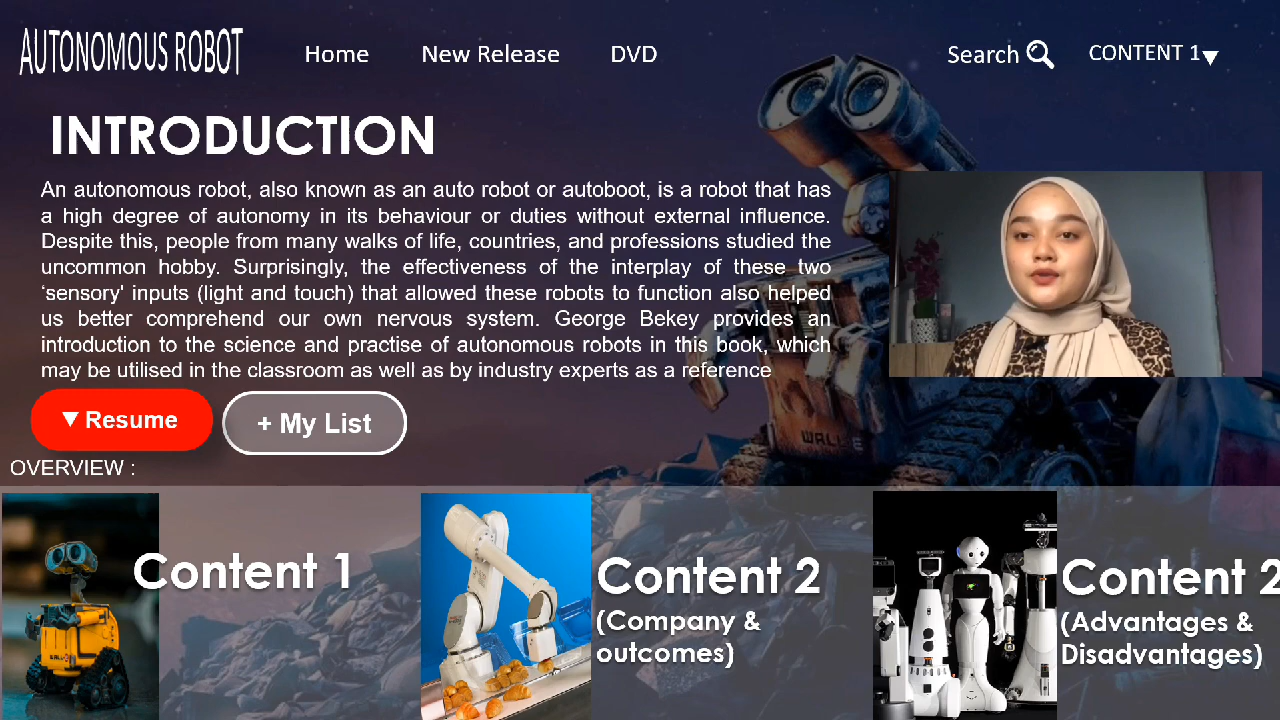 AUTONOMOUS ROBOT
Home
New Release
DVD
Search
CONTENT 1
INTRODUCTION
An autonomous robot, also known as an auto robot or autoboot, is a robot that has
a high degree of autonomy in its behaviour or duties without external influence.
Despite this, people from many walks of life, countries, and professions studied the
uncommon hobby. Surprisingly, the effectiveness of the interplay of these two
‘sensory' inputs (light and touch) that allowed these robots to function also helped
us better comprehend our own nervous system. George Bekey provides an
introduction to the science and practise of autonomous robots in this book, which
may be utilised in the classroom as well as by industry experts as a reference
WALL
Resume
+ My List
OVERVIEW :
Content 1
Content 2
(Company &
outcomes)
Content 2
(Advantages &
Disadvantages)